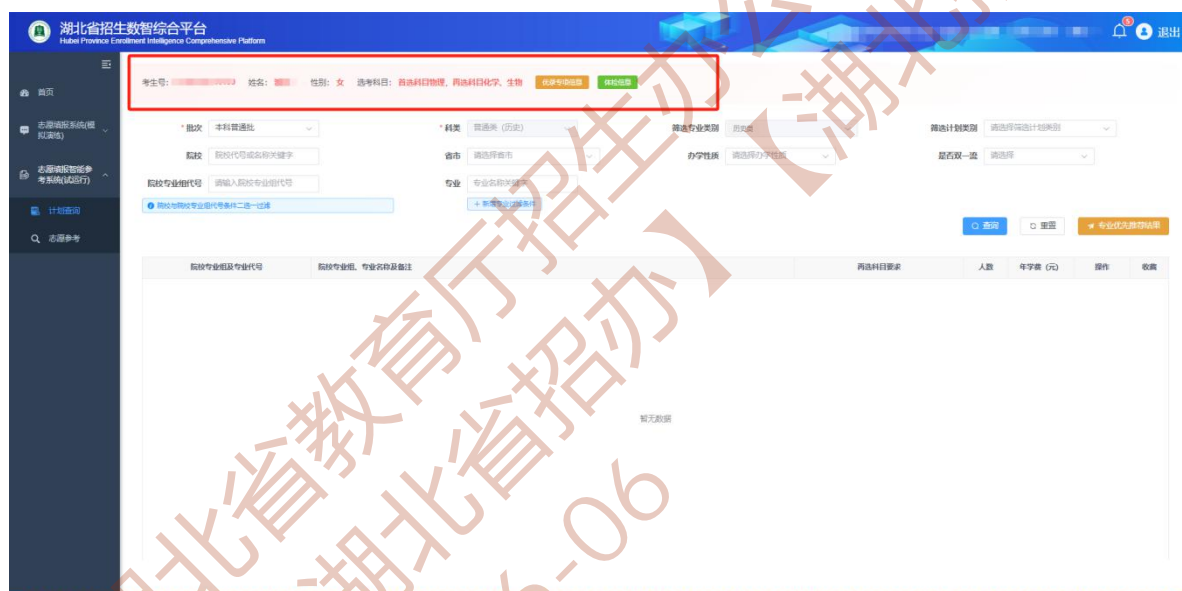 湖北省招生数智综合平台
Hubei Province Enrollment Intelligence Comprehensive Platform
5
退出
首页
志愿填报系统(模拟演练)
志愿填报智能参考系统(试运行)
计划查询
志愿参考
考生号: 姓名: 性别: 女 选考科目: 首选科目物理，再选科目化学、生物 优录专项信息 体检信息
* 批次 本科普通批 * 科类 普通类 (历史) 筛选专业类别 历史类 筛选计划类别 请选择筛选计划类别
院校 院校代号或名称关键字 省市 请选择省市 办学性质 请选择办学性质 是否双一流 请选择
院校专业组代号 请输入院校专业组代号 专业 专业名称关键字
院校与院校专业组代号条件二选一过滤 + 新增专业过滤条件
查询 重置 专业优先推荐结果
院校专业组及专业代号 院校专业组、专业名称及备注 再选科目要求 人数 年学费 (元) 操作 收藏
暂无数据
湖北省教育厅招生办公
湖北省招办】【湖北招
6-06